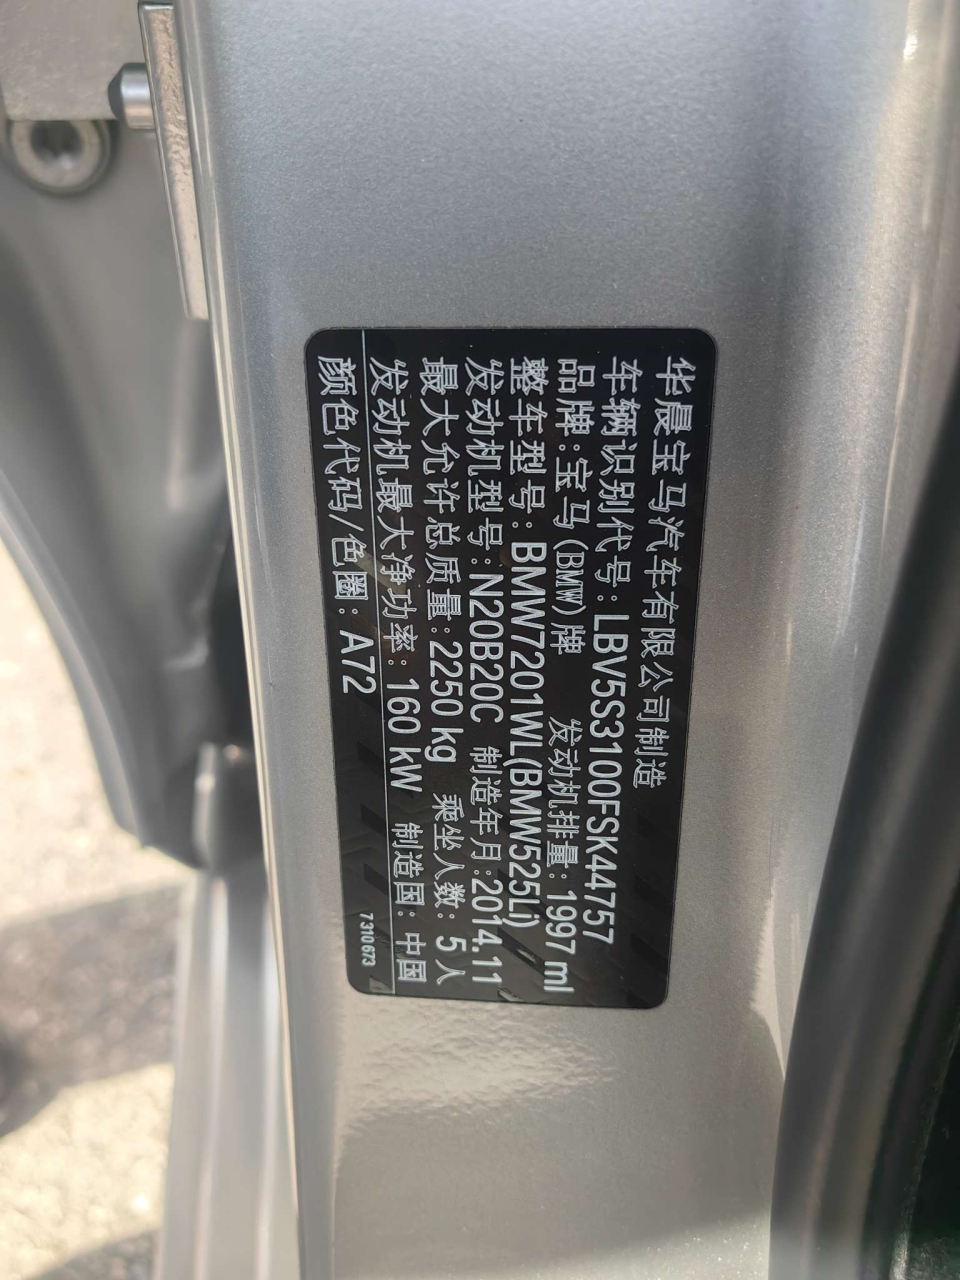 华晨宝马汽车有限公司制造
车辆识别代号: LBV5S3100FSK44757
品牌:宝马(BMW)牌 发动机排量: 1997 ml
整车型号: BMW7201WL(BMW525Li)
发动机型号:N20B20C 制造年月:2014.11
最大允许总质量: 2250 kg 乘坐人数: 5 人
发动机最大净功率: 160 kW 制造国: 中国
颜色代码/色圈: A72 7310673